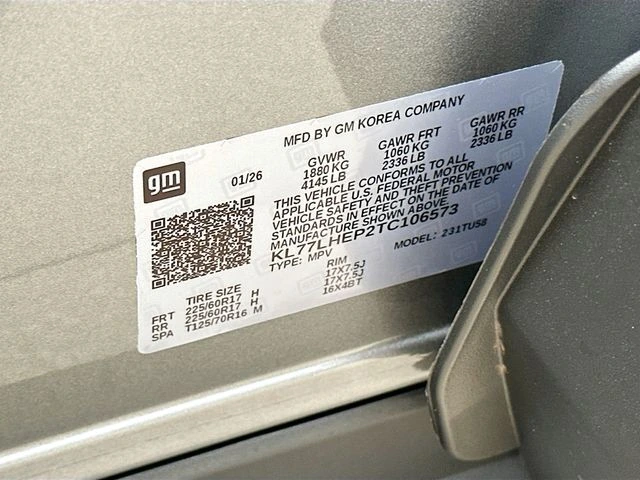 MFD BY GM KOREA COMPANY
gm
01/26
GVWR GAWR FRT GAWR RR
1880 KG 1060 KG 1060 KG
4145 LB 2336 LB 2336 LB
THIS VEHICLE CONFORMS TO ALL
APPLICABLE U.S. FEDERAL MOTOR
VEHICLE SAFETY AND THEFT PREVENTION
STANDARDS IN EFFECT ON THE DATE OF
MANUFACTURE SHOWN ABOVE.
KL77LHEP2TC106573
TYPE: MPV MODEL: 231TU58
TIRE SIZE RIM
FRT 225/60R17 H 17X7.5J
RR 225/60R17 H 17X7.5J
SPA T125/70R16 M 16X4BT